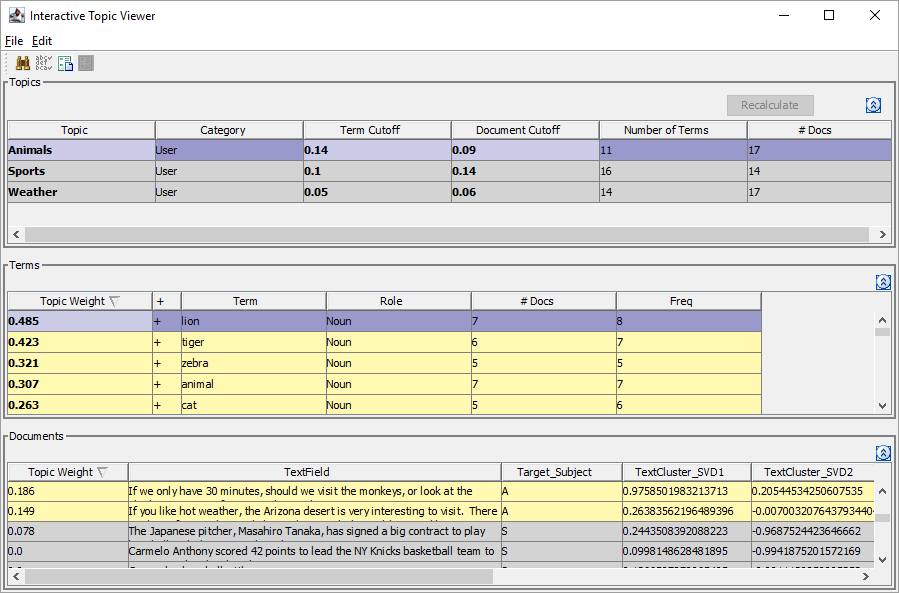 Interactive Topic Viewer
File Edit
Topics
Recalculate
Topic Category Term Cutoff Document Cutoff Number of Terms # Docs
Animals User 0.14 0.09 11 17
Sports User 0.1 0.14 16 14
Weather User 0.05 0.06 14 17
Terms
Topic Weight + Term Role # Docs Freq
0.485 + lion Noun 7 8
0.423 + tiger Noun 6 7
0.321 + zebra Noun 5 5
0.307 + animal Noun 7 7
0.263 + cat Noun 5 6
Documents
Topic Weight TextField Target_Subject TextCluster_SVD1 TextCluster_SVD2
0.186 If we only have 30 minutes, should we visit the monkeys, or look at the A 0.9758501983213713 0.20544534250607535
0.149 If you like hot weather, the Arizona desert is very interesting to visit. There A 0.26383562196489396 -0.007003207643793440
0.078 The Japanese pitcher, Masahiro Tanaka, has signed a big contract to play S 0.2443508392088223 -0.9687524423646662
0.0 Carmelo Anthony scored 42 points to lead the NY Knicks basketball team to S 0.0998148628481895 -0.9941875201572169